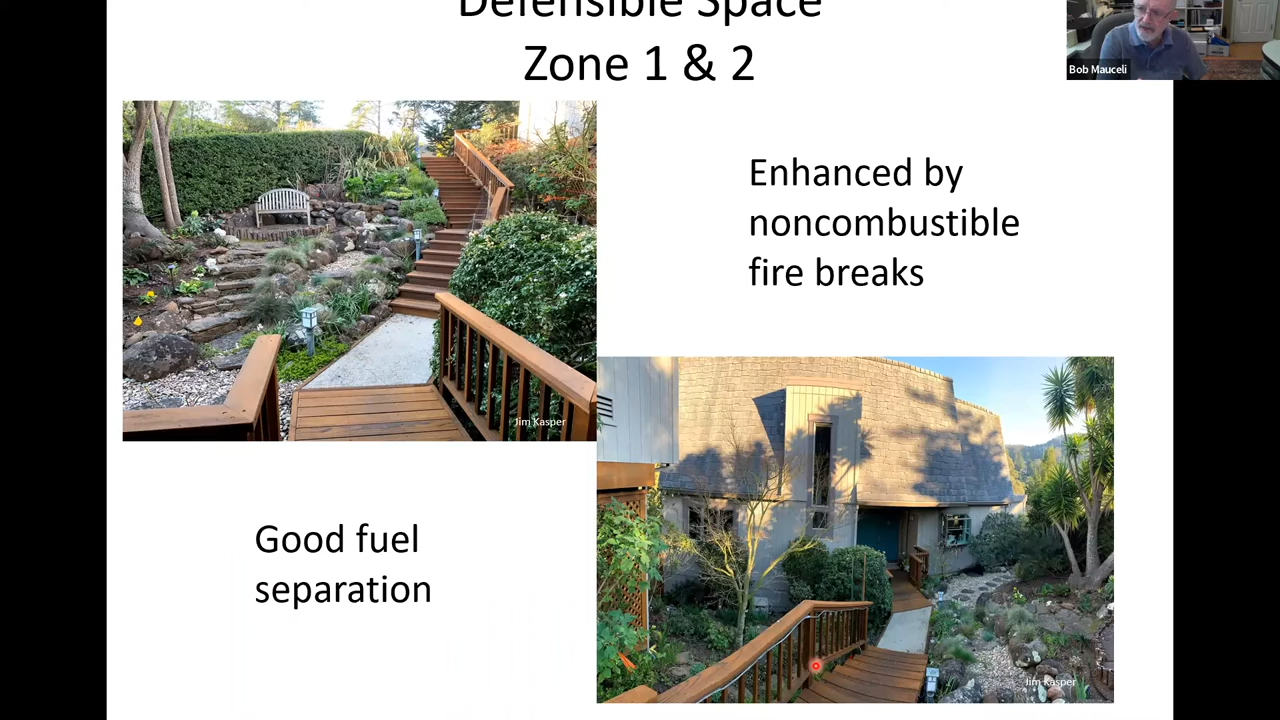 Defensible Space
Zone 1 & 2
Bob Mauceli
Enhanced by
noncombustible
fire breaks
Jim Kasper
Good fuel
separation
Jim Kasper